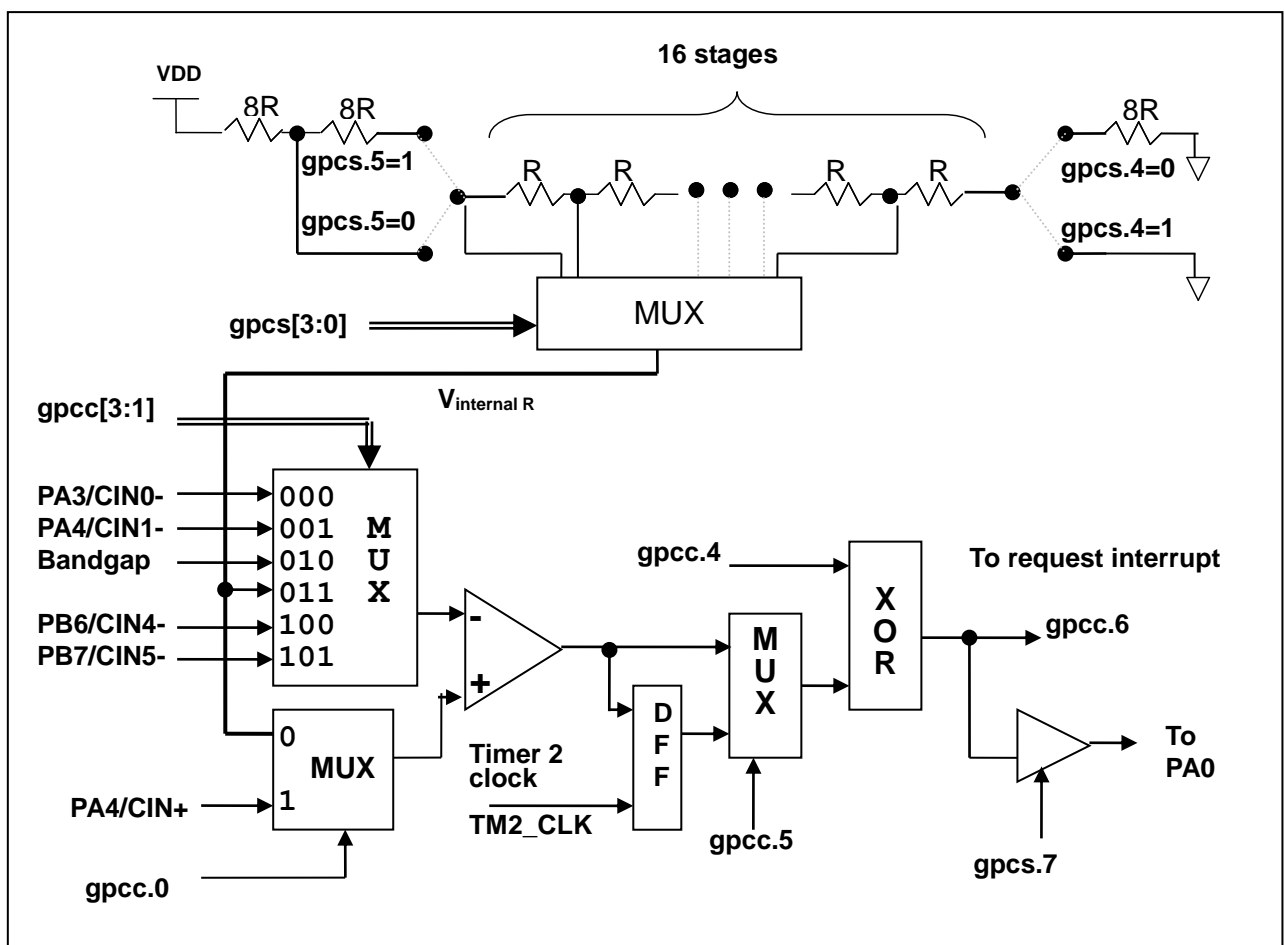 16 stages
VDD
8R
8R
8R
gpcs.5=1
R
R
R
R
gpcs.4=0
gpcs.5=0
gpcs.4=1
MUX
gpcs[3:0]
Vinternal R
gpcc[3:1]
PA3/CIN0-
000
PA4/CIN1-
001
Bandgap
010
011
PB6/CIN4-
100
PB7/CIN5-
101
M
U
X
-
+
gpcc.4
To request interrupt
X
O
R
gpcc.6
M
U
X
D
F
F
0
MUX
1
PA4/CIN+
gpcc.0
Timer 2
clock
TM2_CLK
gpcc.5
To
PA0
gpcs.7